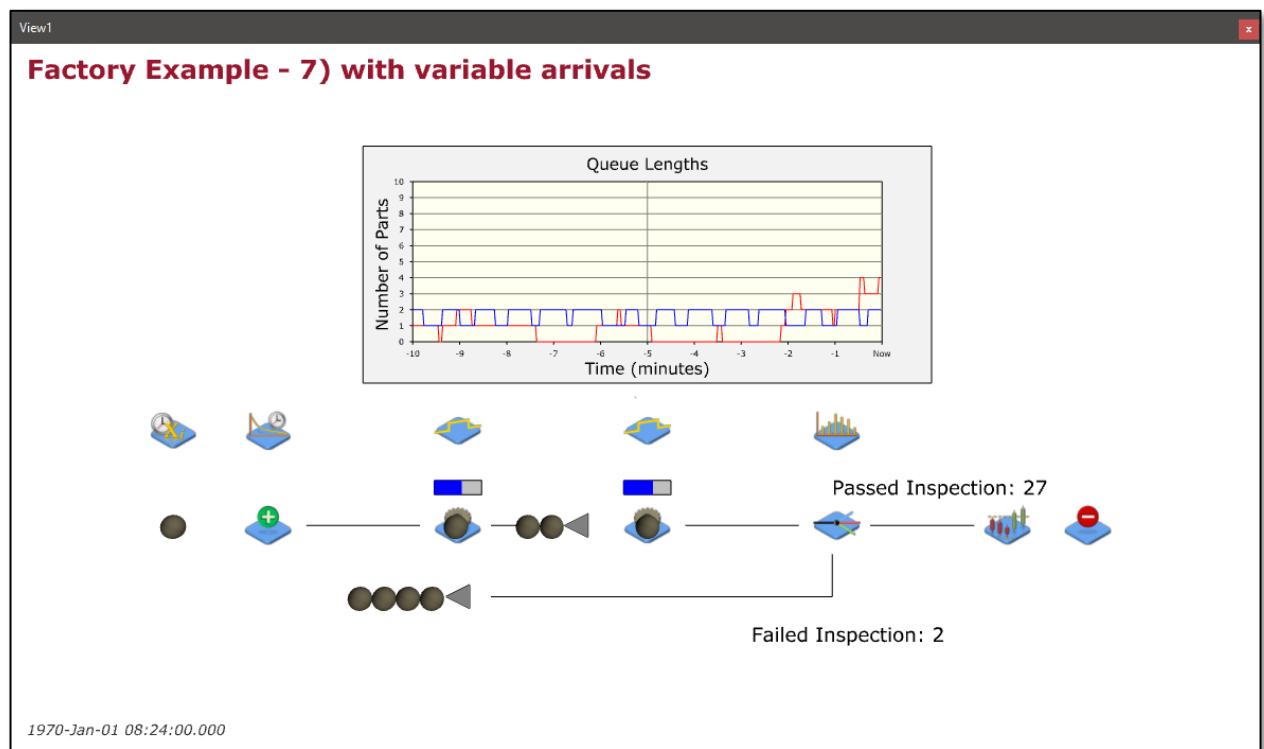 View1
x
Factory Example - 7) with variable arrivals
Queue Lengths
Number of Parts
10
9
8
7
6
5
4
3
2
1
0
-10 -9 -8 -7 -6 -5 -4 -3 -2 -1 Now
Time (minutes)
Passed Inspection: 27
Failed Inspection: 2
1970-Jan-01 08:24:00.000